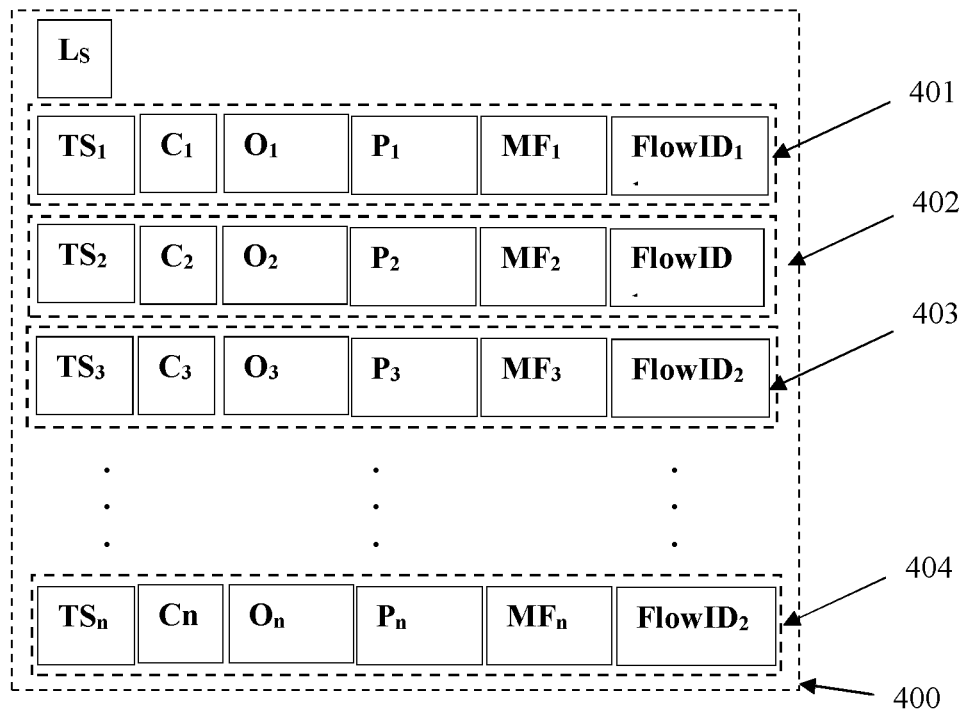 L_S
TS₁ C₁ O₁ P₁ MF₁ FlowID₁
401
TS₂ C₂ O₂ P₂ MF₂ FlowID
402
TS₃ C₃ O₃ P₃ MF₃ FlowID₂
403
TSₙ Cn Oₙ Pₙ MFₙ FlowID₂
404
400